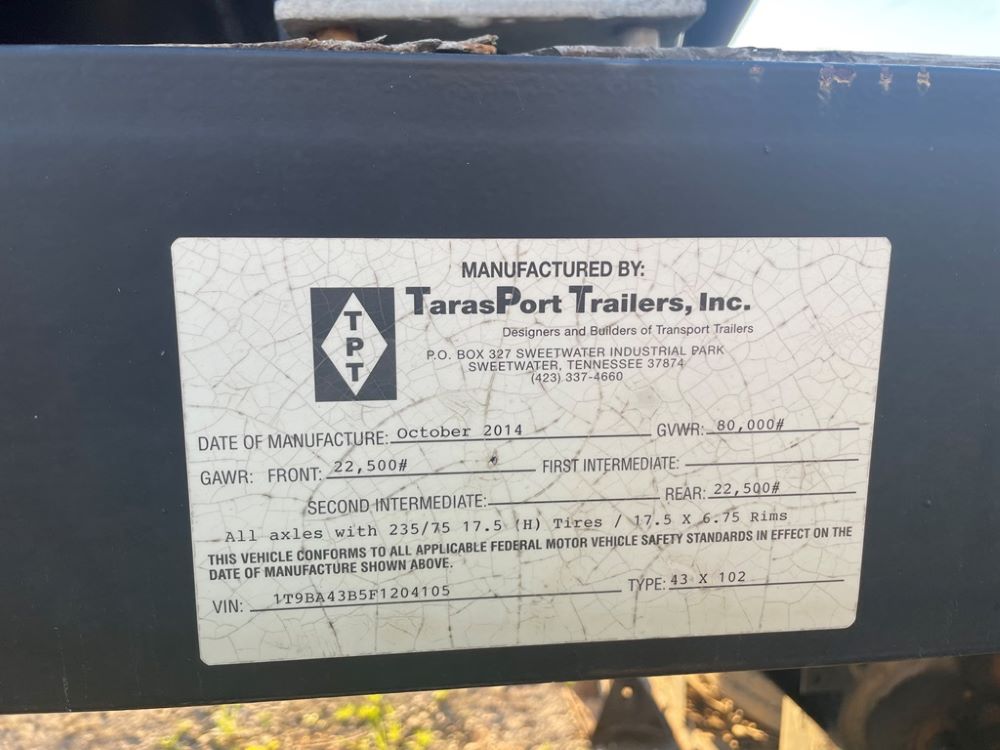 MANUFACTURED BY:
TPT
TarasPort Trailers, Inc.
Designers and Builders of Transport Trailers
P.O. BOX 327 SWEETWATER INDUSTRIAL PARK
SWEETWATER, TENNESSEE 37874
(423) 337-4660
DATE OF MANUFACTURE: October 2014 GVWR: 80,000#
GAWR: FRONT: 22,500# FIRST INTERMEDIATE:
SECOND INTERMEDIATE: REAR: 22,500#
All axles with 235/75 17.5 (H) Tires / 17.5 X 6.75 Rims
THIS VEHICLE CONFORMS TO ALL APPLICABLE FEDERAL MOTOR VEHICLE SAFETY STANDARDS IN EFFECT ON THE
DATE OF MANUFACTURE SHOWN ABOVE.
VIN: 1T9BA43B5F1204105 TYPE: 43 X 102